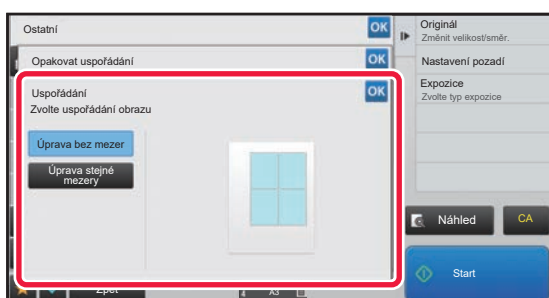 Ostatní
OK
Opakovat uspořádání
OK
Uspořádání
OK
Zvolte uspořádání obrazu
Úprava bez mezer
Úprava stejné
mezery
Zpět
4
A3
Originál
Změnit velikost/směr.
Nastavení pozadí
Expozice
Zvolte typ expozice
Náhled
CA
Start